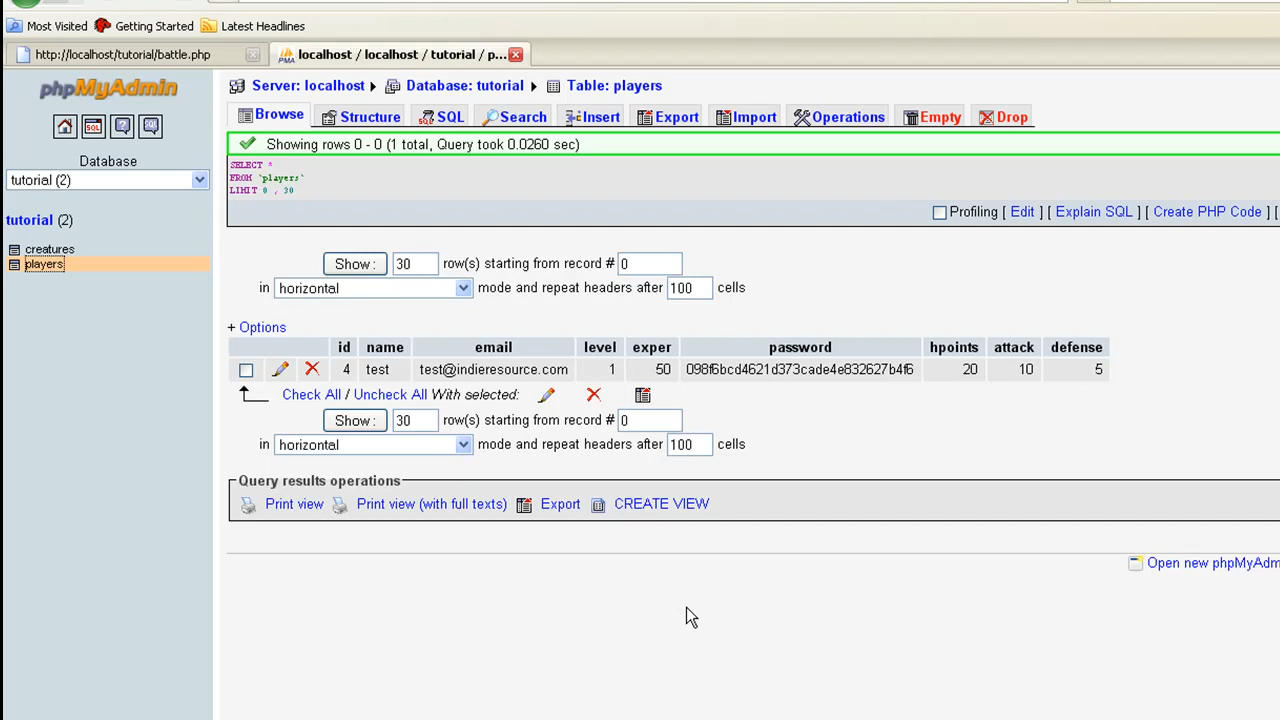 Most Visited Getting Started Latest Headlines
http://localhost/tutorial/battle.php localhost / localhost / tutorial / p...
phpMyAdmin
Server: localhost Database: tutorial Table: players
Browse Structure SQL Search Insert Export Import Operations Empty Drop
Showing rows 0 - 0 (1 total, Query took 0.0260 sec)
Database
SELECT *
FROM `players`
LIMIT 0 , 30
tutorial (2)
Profiling [ Edit ] [ Explain SQL ] [ Create PHP Code ] [
tutorial (2)
creatures
players
Show : 30 row(s) starting from record # 0
in horizontal mode and repeat headers after 100 cells
+ Options
id name email level exper password hpoints attack defense
4 test test@indieresource.com 1 50 098f6bcd4621d373cade4e832627b4f6 20 10 5
Check All / Uncheck All With selected:
Show : 30 row(s) starting from record # 0
in horizontal mode and repeat headers after 100 cells
Query results operations
Print view Print view (with full texts) Export CREATE VIEW
Open new phpMyAdm